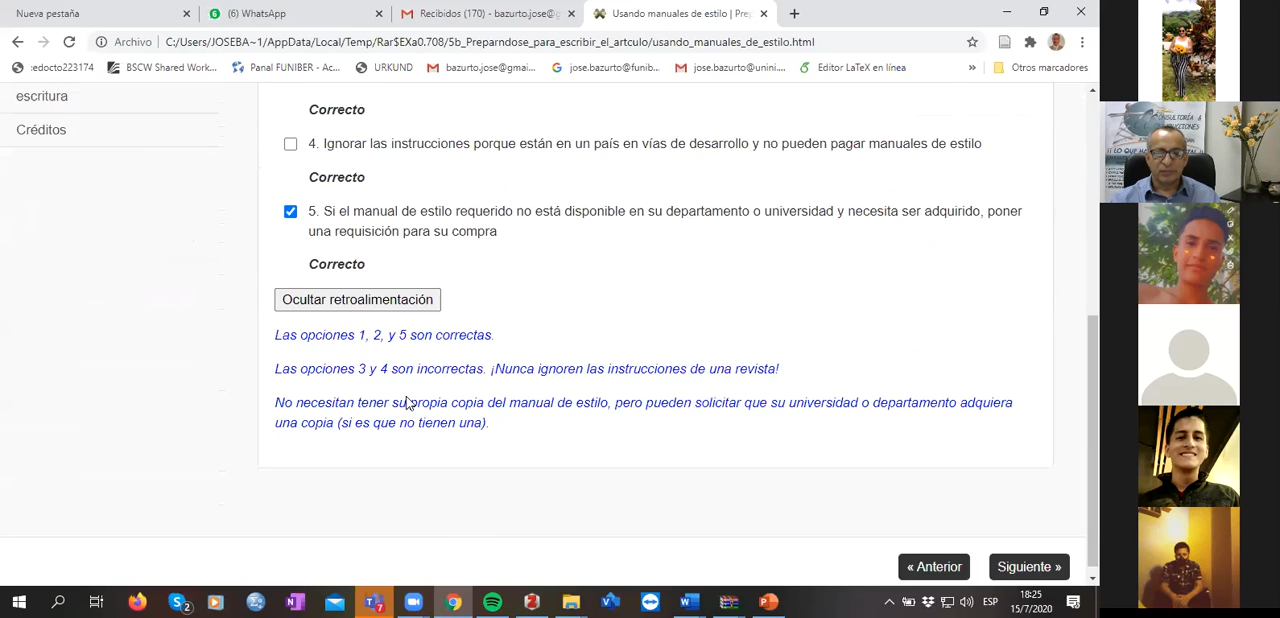 Nueva pestaña
(6) WhatsApp
Recibidos (170) - bazurto.jose@g
Usando manuales de estilo | Prep
Archivo
C:/Users/JOSEBA~1/AppData/Local/Temp/Rar$EXa0.708/5b_Preparndose_para_escribir_el_artculo/usando_manuales_de_estilo.html
:edocto223174
BSCW Shared Work...
Panal FUNIBER - Ac...
URKUND
bazurto.jose@gmai...
jose.bazurto@funib...
jose.bazurto@unini....
Editor LaTeX en línea
»
Otros marcadores
escritura
Créditos
Correcto
4. Ignorar las instrucciones porque están en un país en vías de desarrollo y no pueden pagar manuales de estilo
Correcto
5. Si el manual de estilo requerido no está disponible en su departamento o universidad y necesita ser adquirido, poner
una requisición para su compra
Correcto
Ocultar retroalimentación
Las opciones 1, 2, y 5 son correctas.
Las opciones 3 y 4 son incorrectas. ¡Nunca ignoren las instrucciones de una revista!
No necesitan tener su propia copia del manual de estilo, pero pueden solicitar que su universidad o departamento adquiera
una copia (si es que no tienen una).
« Anterior
Siguiente »
ESP
18:25
15/7/2020